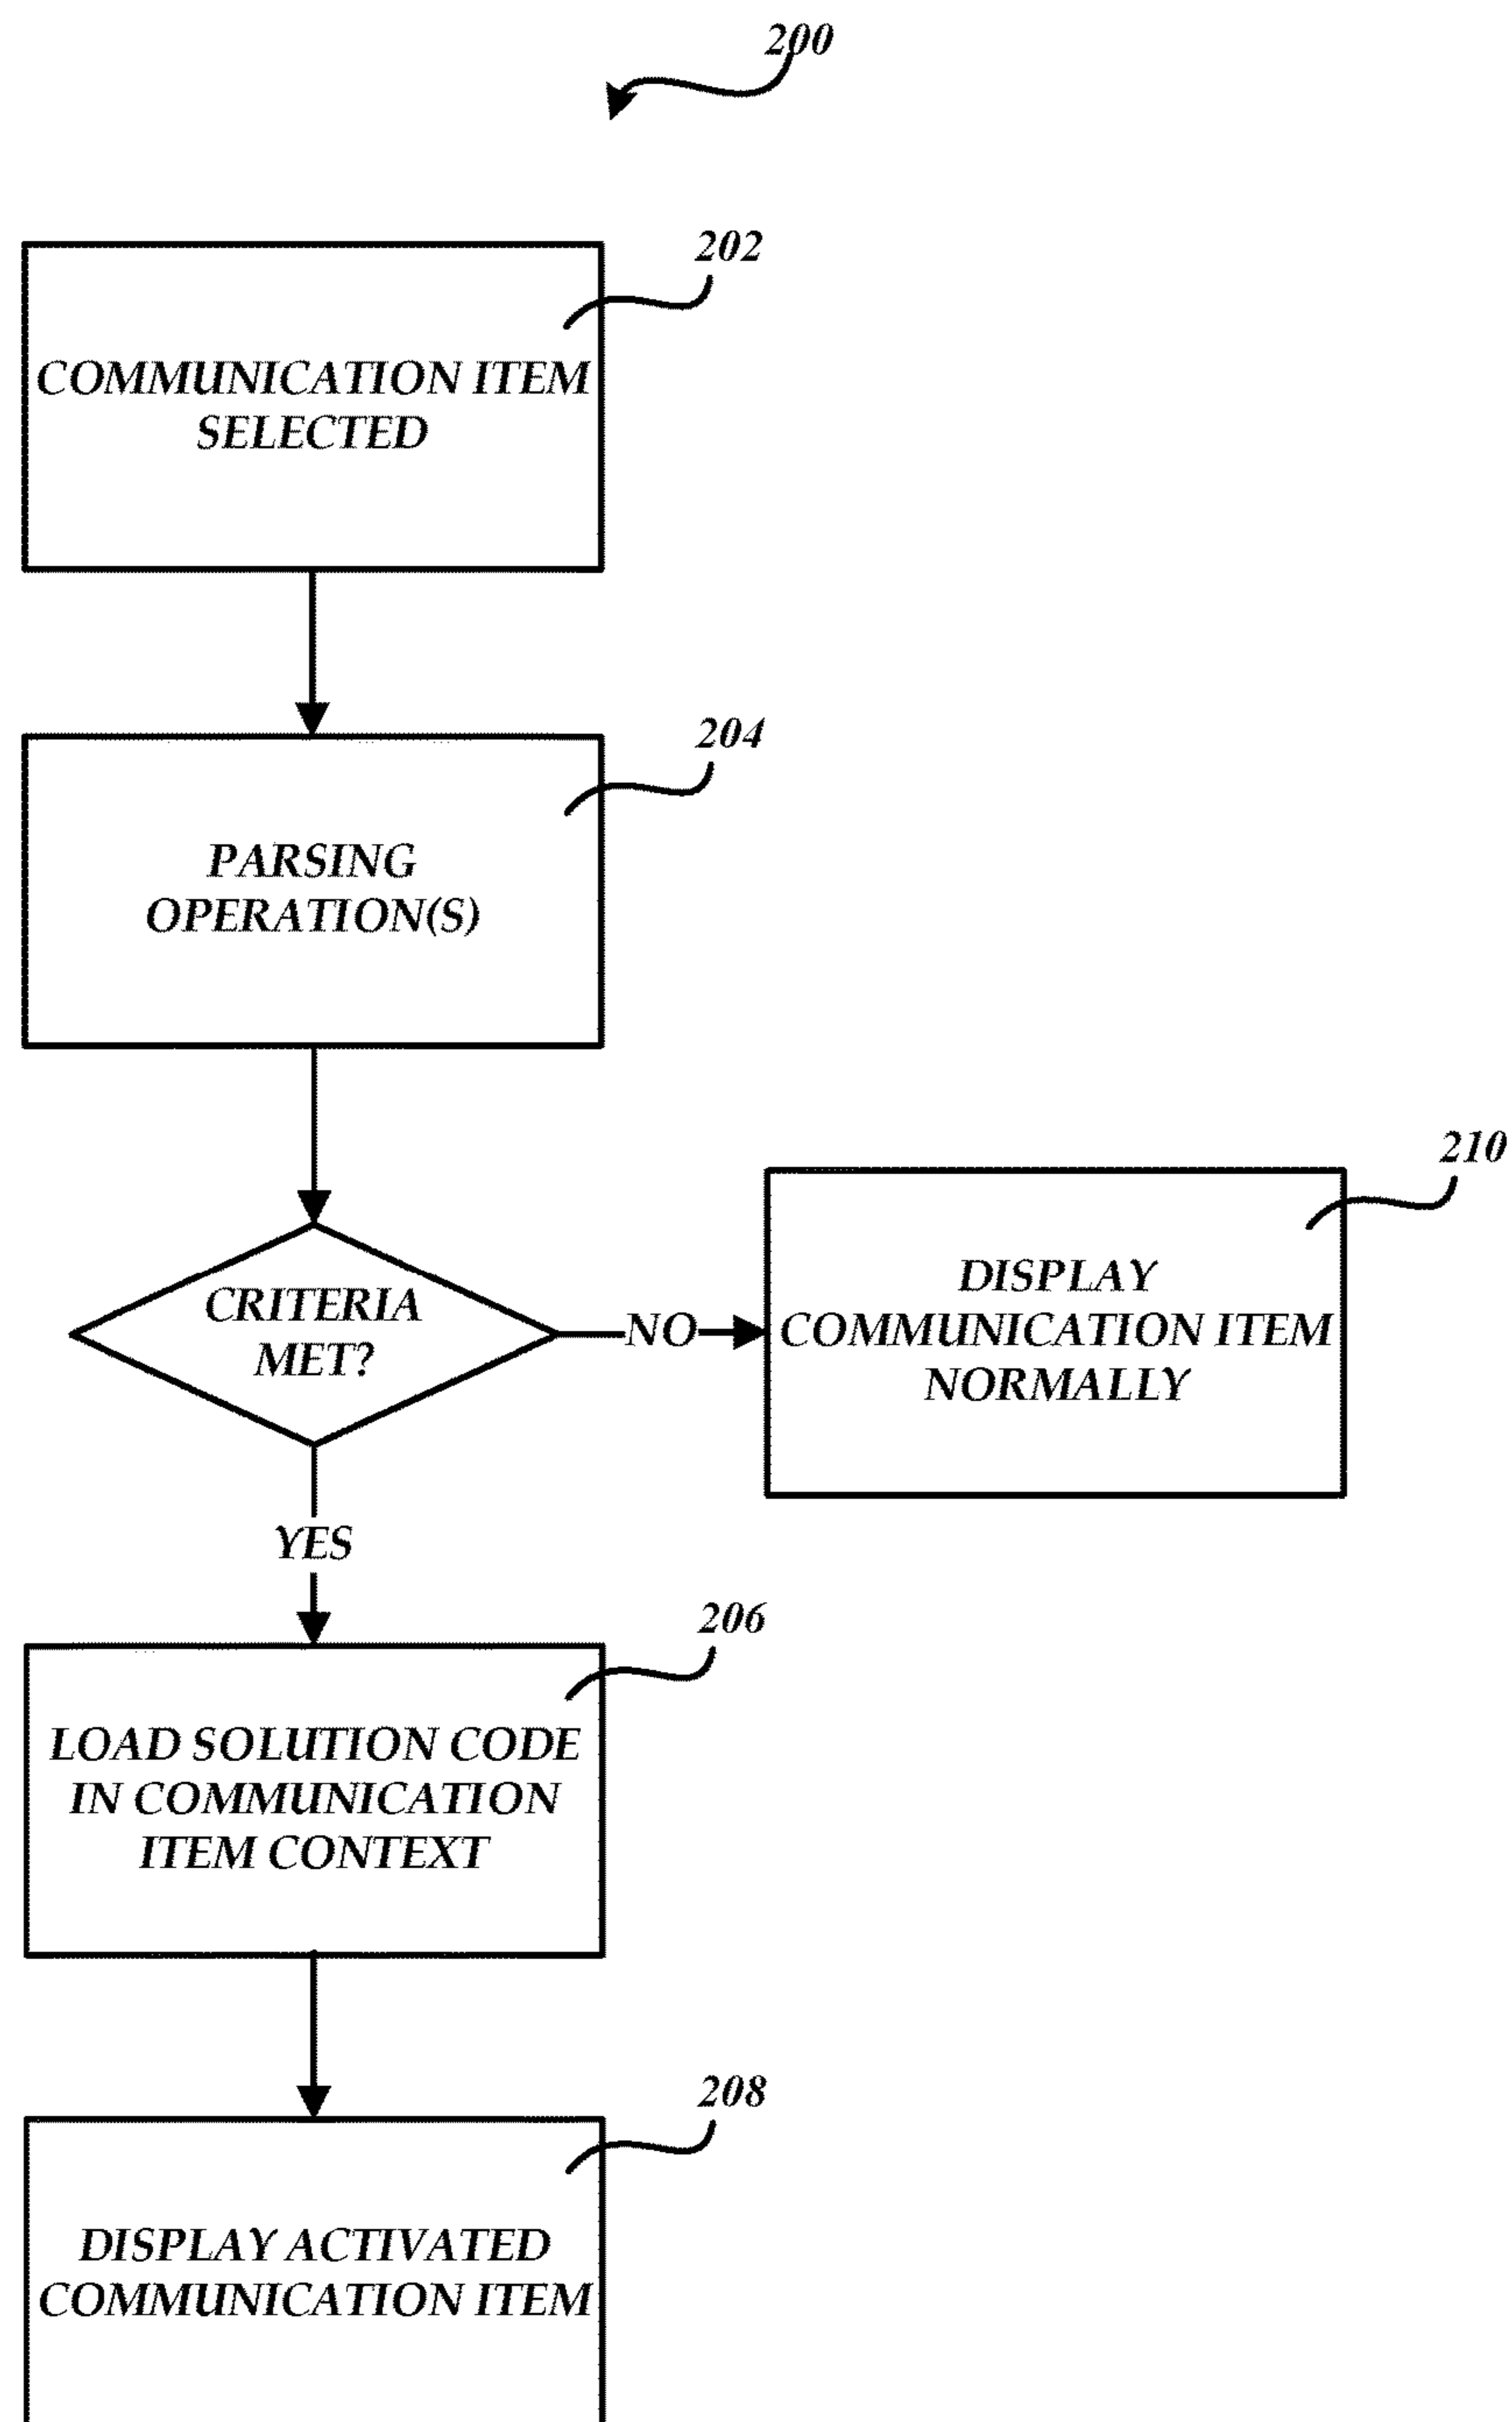 200
202
COMMUNICATION ITEM
SELECTED
204
PARSING
OPERATION(S)
CRITERIA
MET?
NO
210
DISPLAY
COMMUNICATION ITEM
NORMALLY
YES
206
LOAD SOLUTION CODE
IN COMMUNICATION
ITEM CONTEXT
208
DISPLAY ACTIVATED
COMMUNICATION ITEM